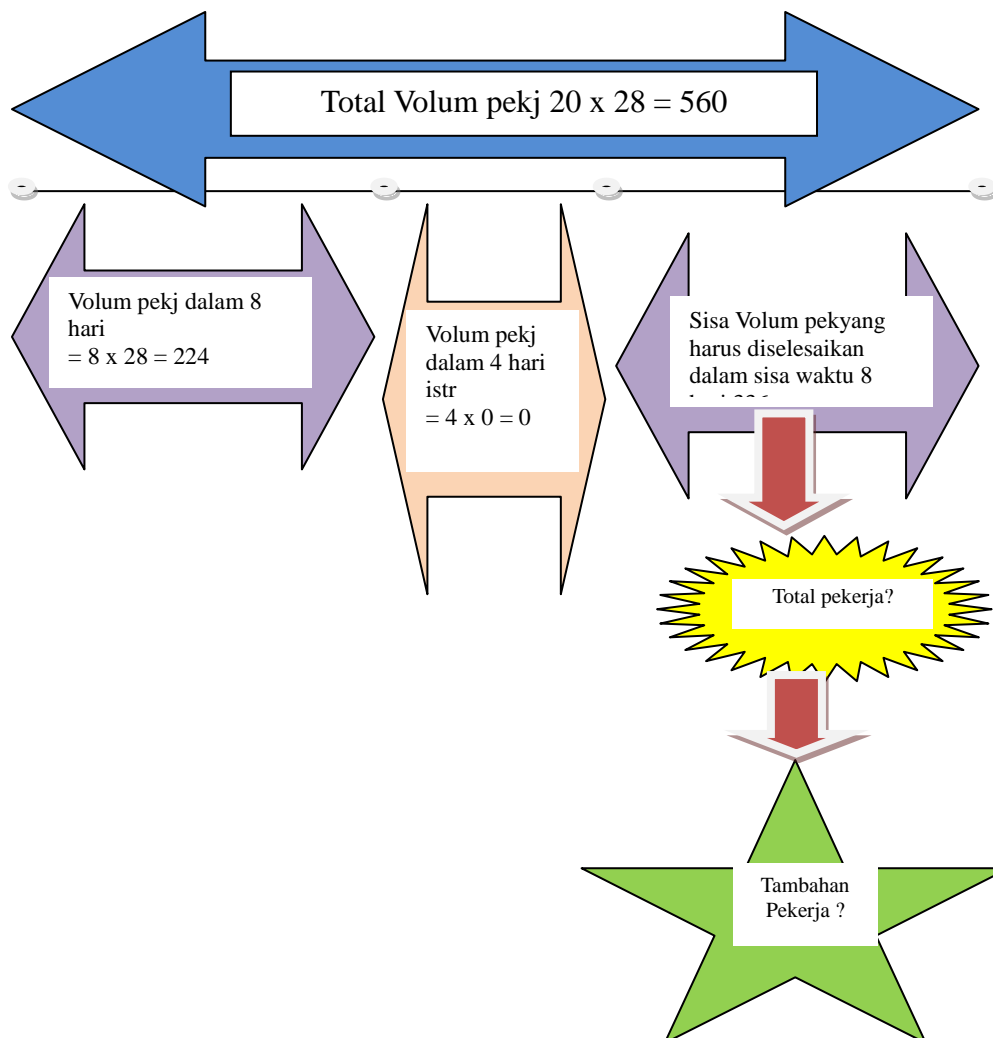 Total Volum pekj 20 x 28 = 560
Volum pekj dalam 8
hari
= 8 x 28 = 224
Volum pekj
dalam 4 hari
istr
= 4 x 0 = 0
Sisa Volum pekyang
harus diselesaikan
dalam sisa waktu 8
Total pekerja?
Tambahan
Pekerja ?